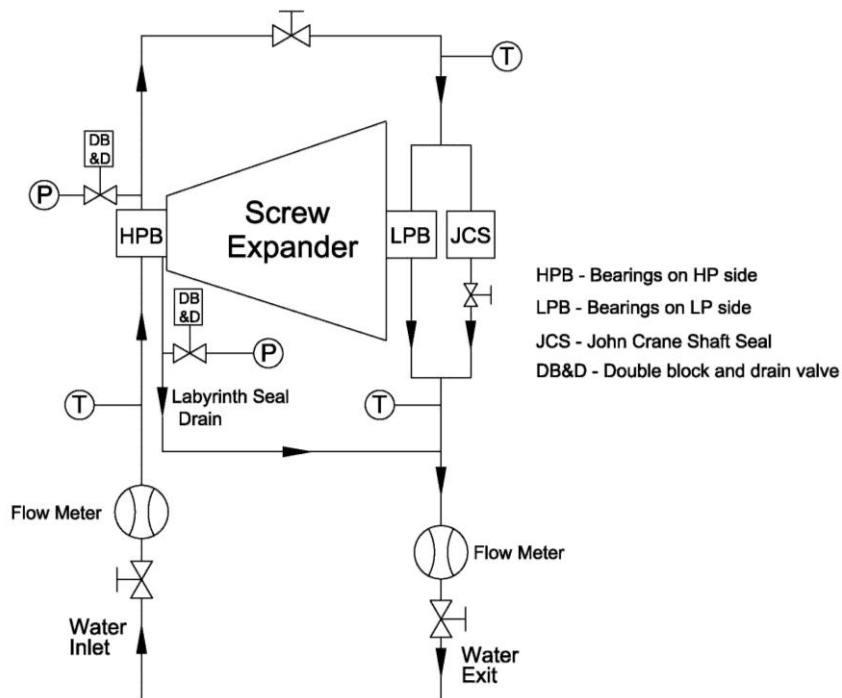 T
DB
&D
P
HPB
Screw
Expander
LPB
JCS
HPB - Bearings on HP side
LPB - Bearings on LP side
JCS - John Crane Shaft Seal
DB&D - Double block and drain valve
DB
&D
P
T
Labyrinth Seal
Drain
T
Flow Meter
Flow Meter
Water
Inlet
Water
Exit